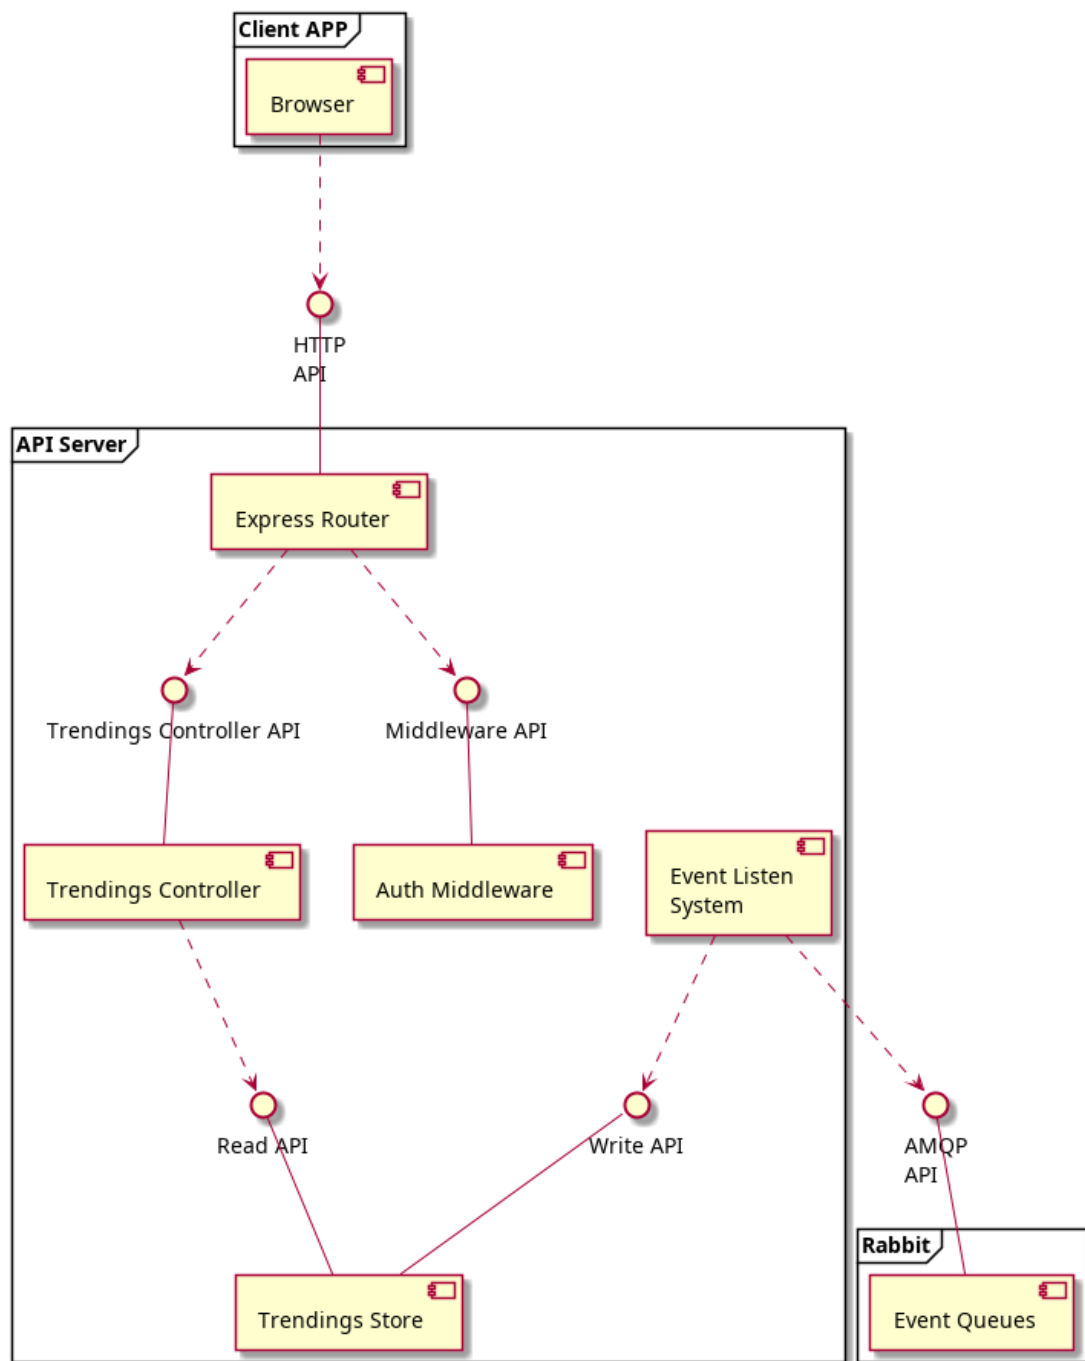 Client APP
Browser
HTTP
API
API Server
Express Router
Trendings Controller API
Middleware API
Trendings Controller
Auth Middleware
Event Listen
System
Read API
Write API
AMQP
API
Rabbit
Trendings Store
Event Queues